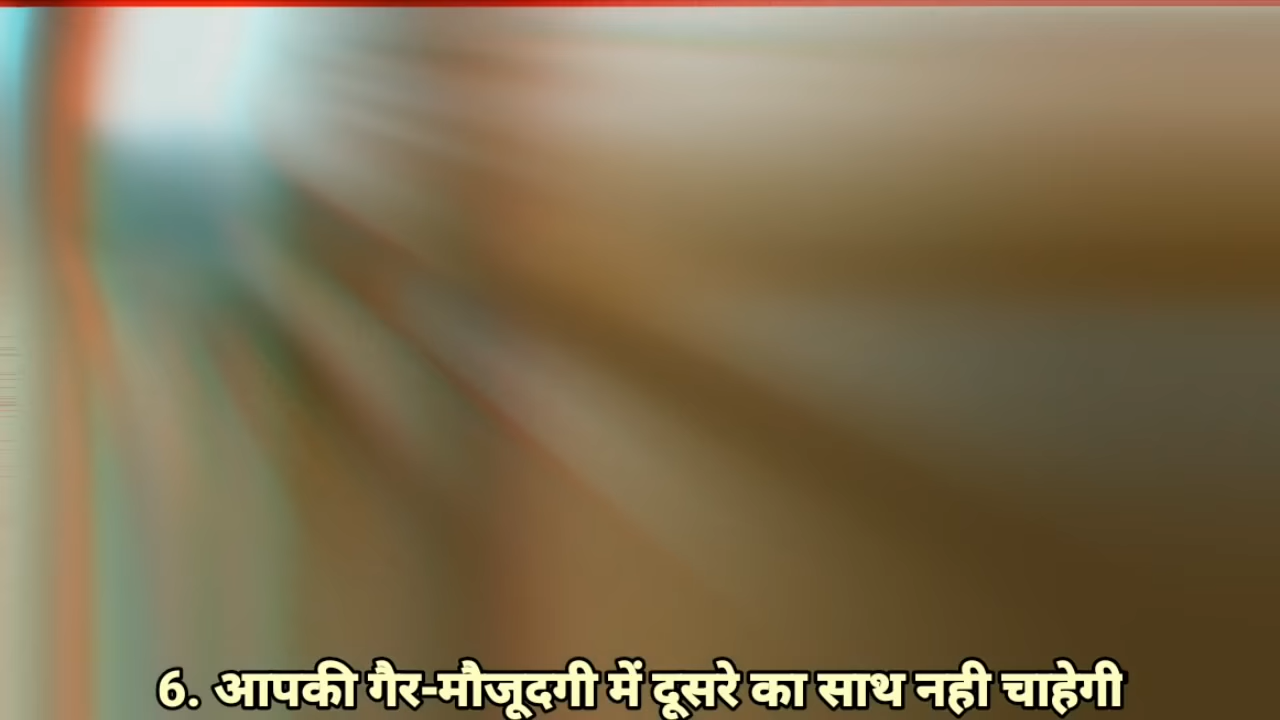 6. आपकी गैर-मौजूदगी में दूसरे का साथ नही चाहेगी